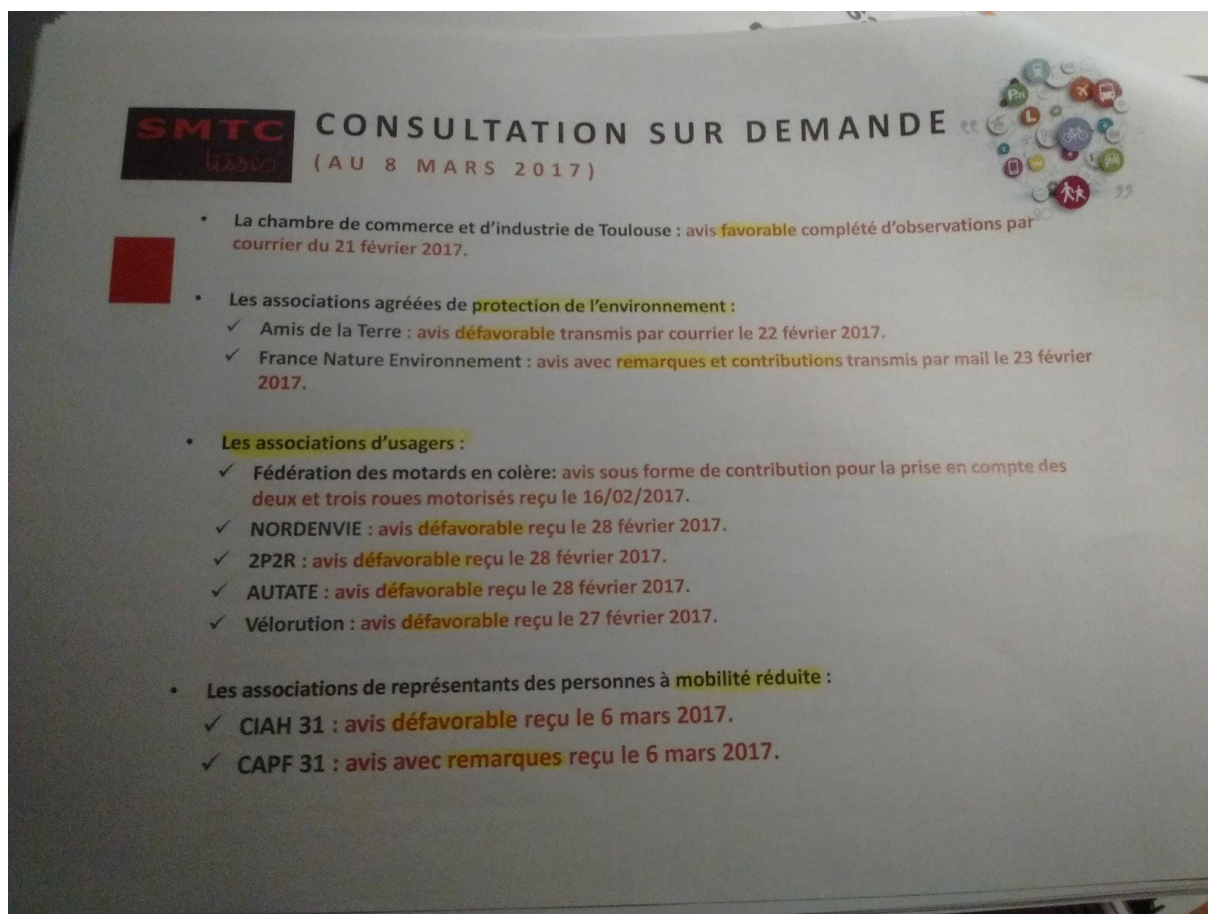 SMTC
tisséo
CONSULTATION SUR DEMANDE
(AU 8 MARS 2017)
• La chambre de commerce et d'industrie de Toulouse : avis favorable complété d'observations par
courrier du 21 février 2017.
• Les associations agréées de protection de l'environnement :
✓ Amis de la Terre : avis défavorable transmis par courrier le 22 février 2017.
✓ France Nature Environnement : avis avec remarques et contributions transmis par mail le 23 février
2017.
• Les associations d'usagers :
✓ Fédération des motards en colère: avis sous forme de contribution pour la prise en compte des
deux et trois roues motorisés reçu le 16/02/2017.
✓ NORDENVIE : avis défavorable reçu le 28 février 2017.
✓ 2P2R : avis défavorable reçu le 28 février 2017.
✓ AUTATE : avis défavorable reçu le 28 février 2017.
✓ Vélorution : avis défavorable reçu le 27 février 2017.
• Les associations de représentants des personnes à mobilité réduite :
✓ CIAH 31 : avis défavorable reçu le 6 mars 2017.
✓ CAPF 31 : avis avec remarques reçu le 6 mars 2017.